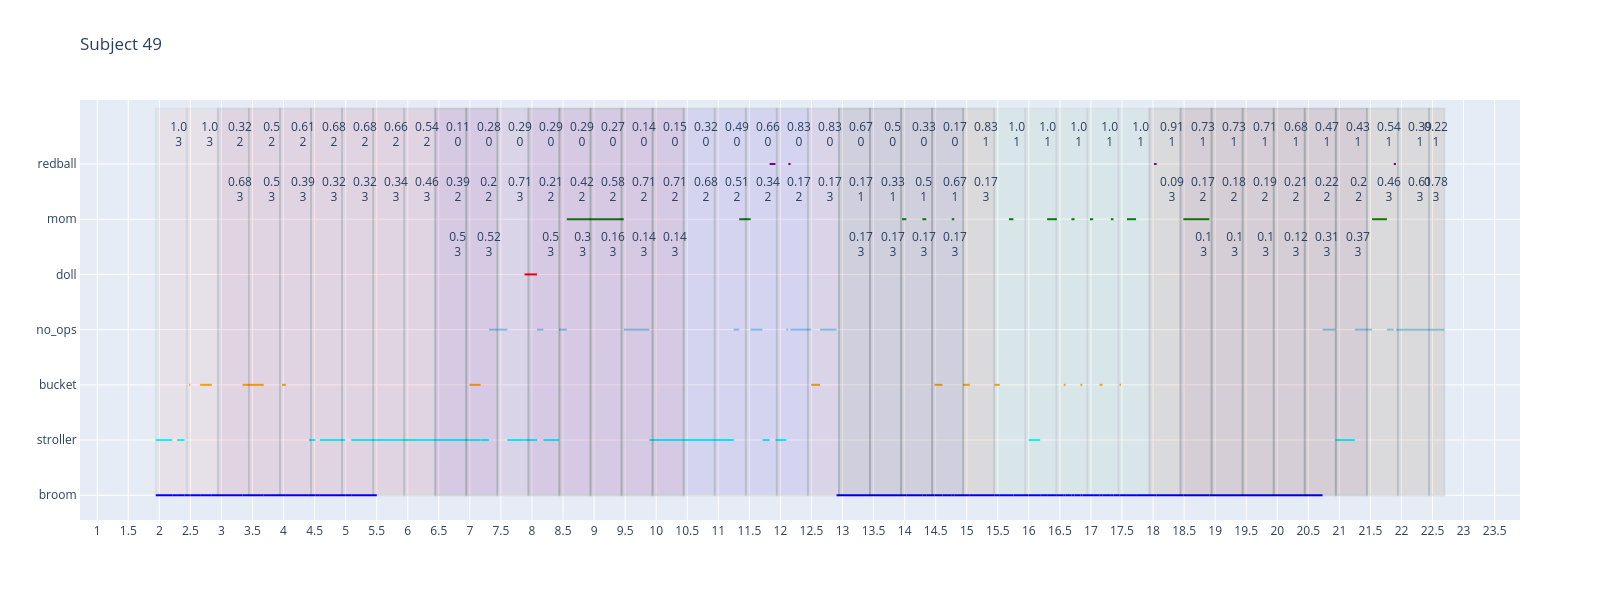 Subject 49
1.0 1.0 0.32 0.5 0.61 0.68 0.68 0.66 0.54 0.11 0.28 0.29 0.29 0.29 0.27 0.14 0.15 0.32 0.49 0.66 0.83 0.83 0.67 0.5 0.33 0.17 0.83 1.0 1.0 1.0 1.0 1.0 0.91 0.73 0.73 0.71 0.68 0.47 0.43 0.54 0.39 0.22
3 3 2 2 2 2 2 2 2 0 0 0 0 0 0 0 0 0 0 0 0 0 0 0 0 0 1 1 1 1 1 1 1 1 1 1 1 1 1 1 1 1
redball
0.68 0.5 0.39 0.32 0.32 0.34 0.46 0.39 0.2 0.71 0.21 0.42 0.58 0.71 0.71 0.68 0.51 0.34 0.17 0.17 0.17 0.33 0.5 0.67 0.17 0.09 0.17 0.18 0.19 0.21 0.22 0.2 0.46 0.61 0.78
3 3 3 3 3 3 3 2 2 3 2 2 2 2 2 2 2 2 2 3 1 1 1 1 3 3 2 2 2 2 2 2 3 3 3
mom
0.5 0.52 0.5 0.3 0.16 0.14 0.14 0.17 0.17 0.17 0.17 0.1 0.1 0.1 0.12 0.31 0.37
3 3 3 3 3 3 3 3 3 3 3 3 3 3 3 3 3
doll
no_ops
bucket
stroller
broom
1 1.5 2 2.5 3 3.5 4 4.5 5 5.5 6 6.5 7 7.5 8 8.5 9 9.5 10 10.5 11 11.5 12 12.5 13 13.5 14 14.5 15 15.5 16 16.5 17 17.5 18 18.5 19 19.5 20 20.5 21 21.5 22 22.5 23 23.5